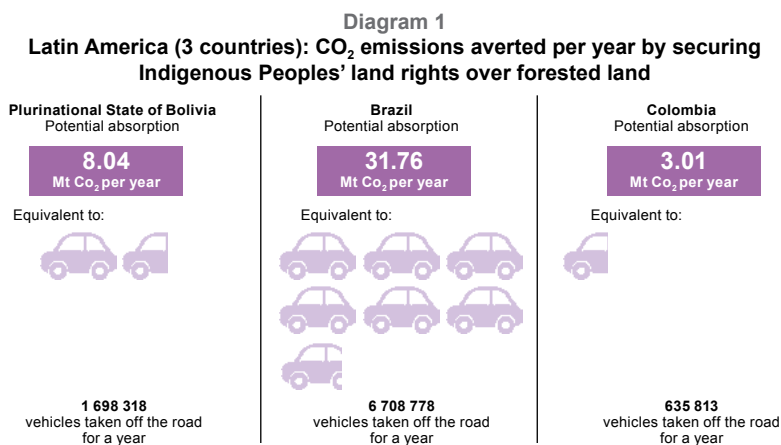 Diagram 1
Latin America (3 countries): CO₂ emissions averted per year by securing
Indigenous Peoples’ land rights over forested land
Plurinational State of Bolivia
Potential absorption
8.04
Mt Co₂ per year
Equivalent to:
1 698 318
vehicles taken off the road
for a year
Brazil
Potential absorption
31.76
Mt Co₂ per year
Equivalent to:
6 708 778
vehicles taken off the road
for a year
Colombia
Potential absorption
3.01
Mt Co₂ per year
Equivalent to:
635 813
vehicles taken off the road
for a year